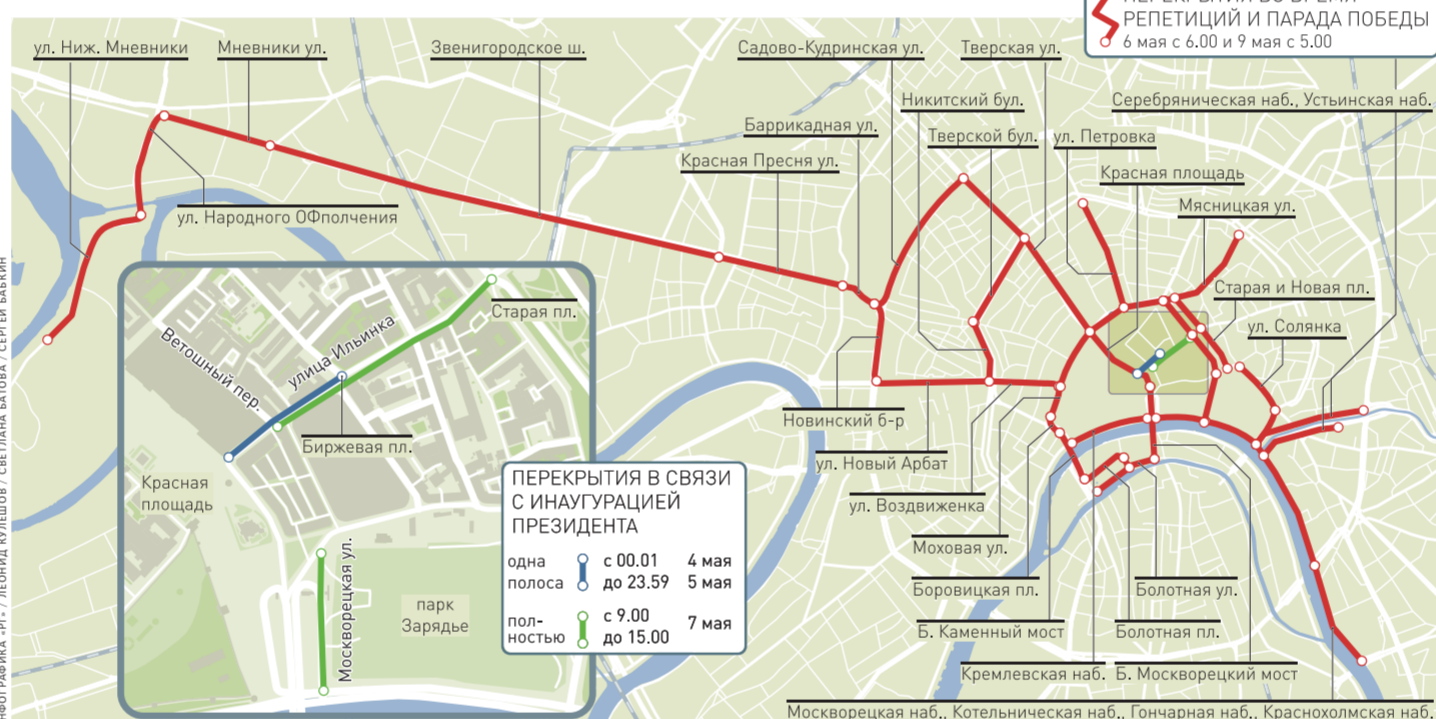 РЕПЕТИЦИЙ И ПАРАДА ПОБЕДЫ
6 мая с 6.00 и 9 мая с 5.00
ул. Ниж. Мневники
Мневники ул.
Звенигородское ш.
Садово-Кудринская ул.
Тверская ул.
Никитский бул.
Серебряническая наб., Устьинская наб.
Баррикадная ул.
Тверской бул.
ул. Петровка
Красная Пресня ул.
Красная площадь
ул. Народного ОФполчения
Мясницкая ул.
Старая и Новая пл.
ул. Солянка
Старая пл.
улица Ильинка
Ветошный пер.
Биржевая пл.
Красная
площадь
Москворецкая ул.
парк
Зарядье
Новинский б-р
ул. Новый Арбат
ул. Воздвиженка
Моховая ул.
Боровицкая пл.
Болотная ул.
Б. Каменный мост
Болотная пл.
Кремлевская наб.
Б. Москворецкий мост
Москворецкая наб., Котельническая наб., Гончарная наб., Краснохолмская наб.
ПЕРЕКРЫТИЯ В СВЯЗИ
С ИНАУГУРАЦИЕЙ
ПРЕЗИДЕНТА
одна с 00.01 4 мая
полоса до 23.59 5 мая
пол- с 9.00 7 мая
ностью до 15.00
ЛЕОНИД КУЛЕШОВ / СВЕТЛАНА БАТОВА / СЕРГЕЙ БАБКИН